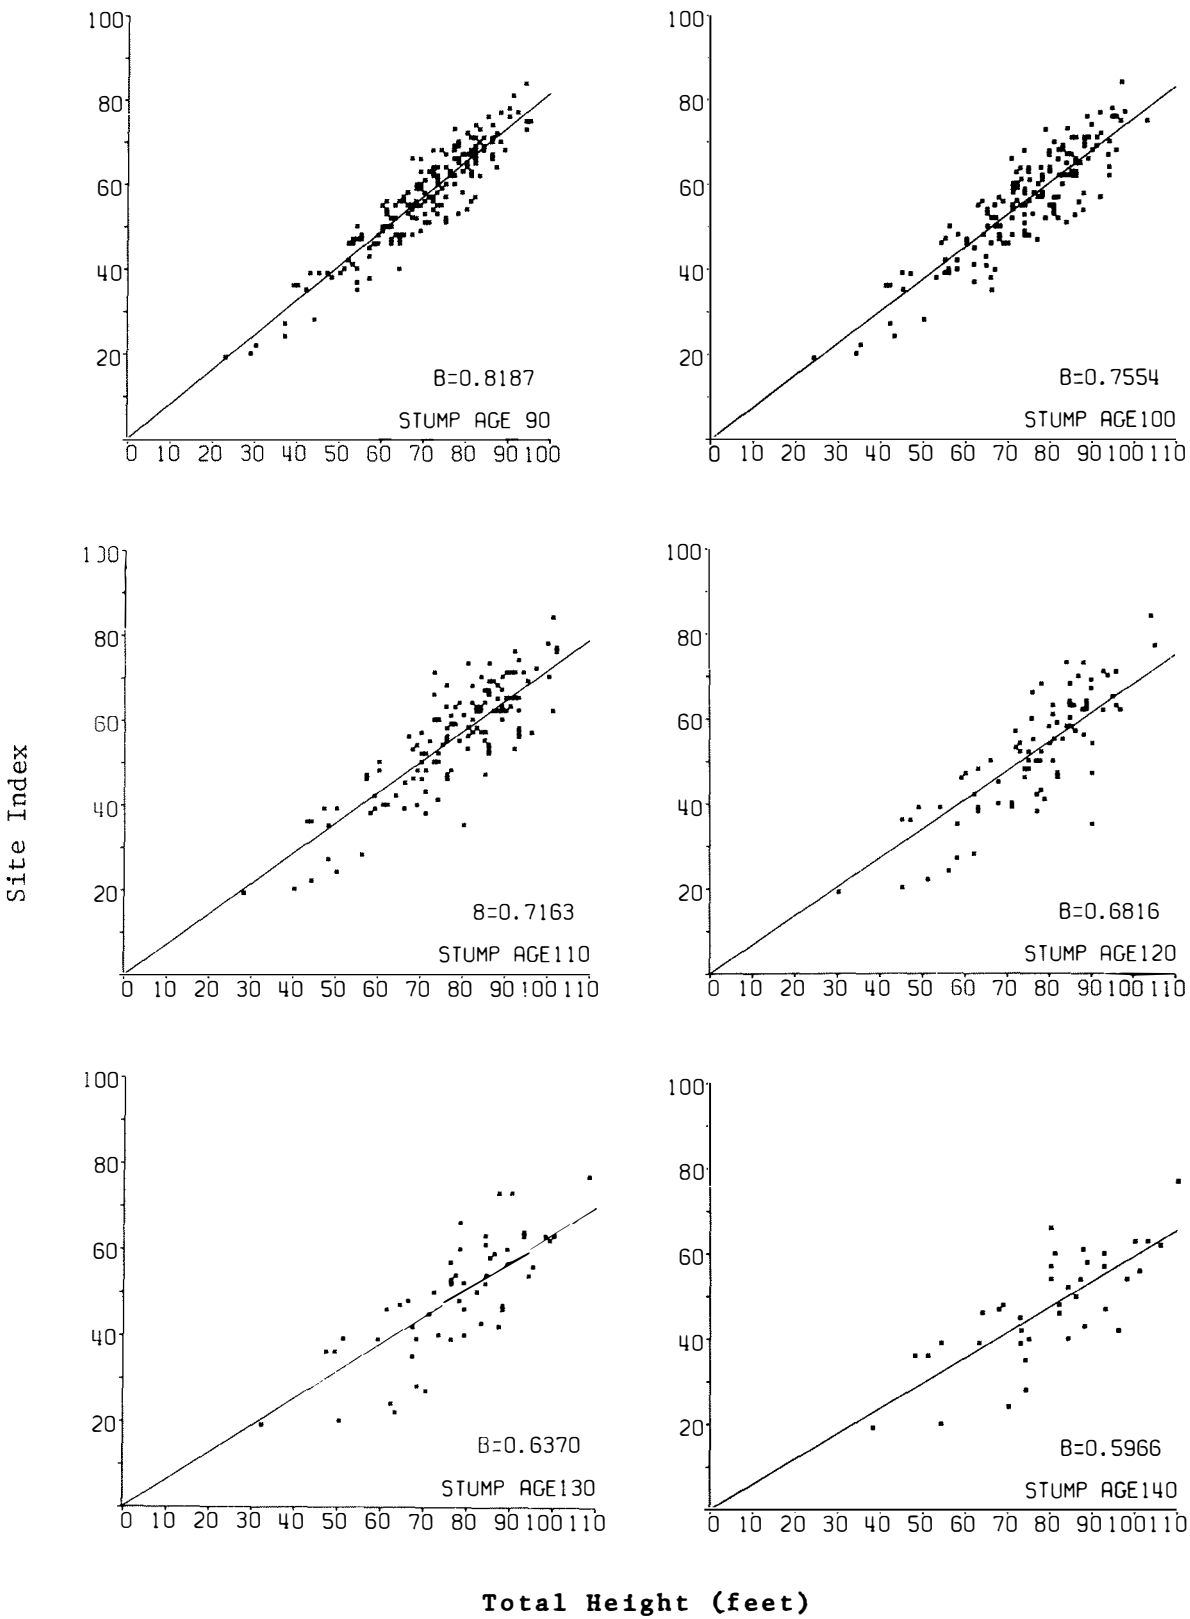 100
80
60
40
20
B=0.8187
STUMP AGE 90
0 10 20 30 40 50 60 70 80 90 100
100
80
60
40
20
B=0.7554
STUMP AGE100
0 10 20 30 40 50 60 70 80 90 100 110
Site Index
100
80
60
40
20
8=0.7163
STUMP AGE110
0 10 20 30 40 50 60 70 80 90 100 110
100
80
60
40
20
B=0.6816
STUMP AGE120
0 10 20 30 40 50 60 70 80 90 100 110
100
80
60
40
20
B=0.6370
STUMP AGE130
0 10 20 30 40 50 60 70 80 90 100 110
100
80
60
40
20
B=0.5966
STUMP AGE140
0 10 20 30 40 50 60 70 80 90 100 110
Total Height (feet)